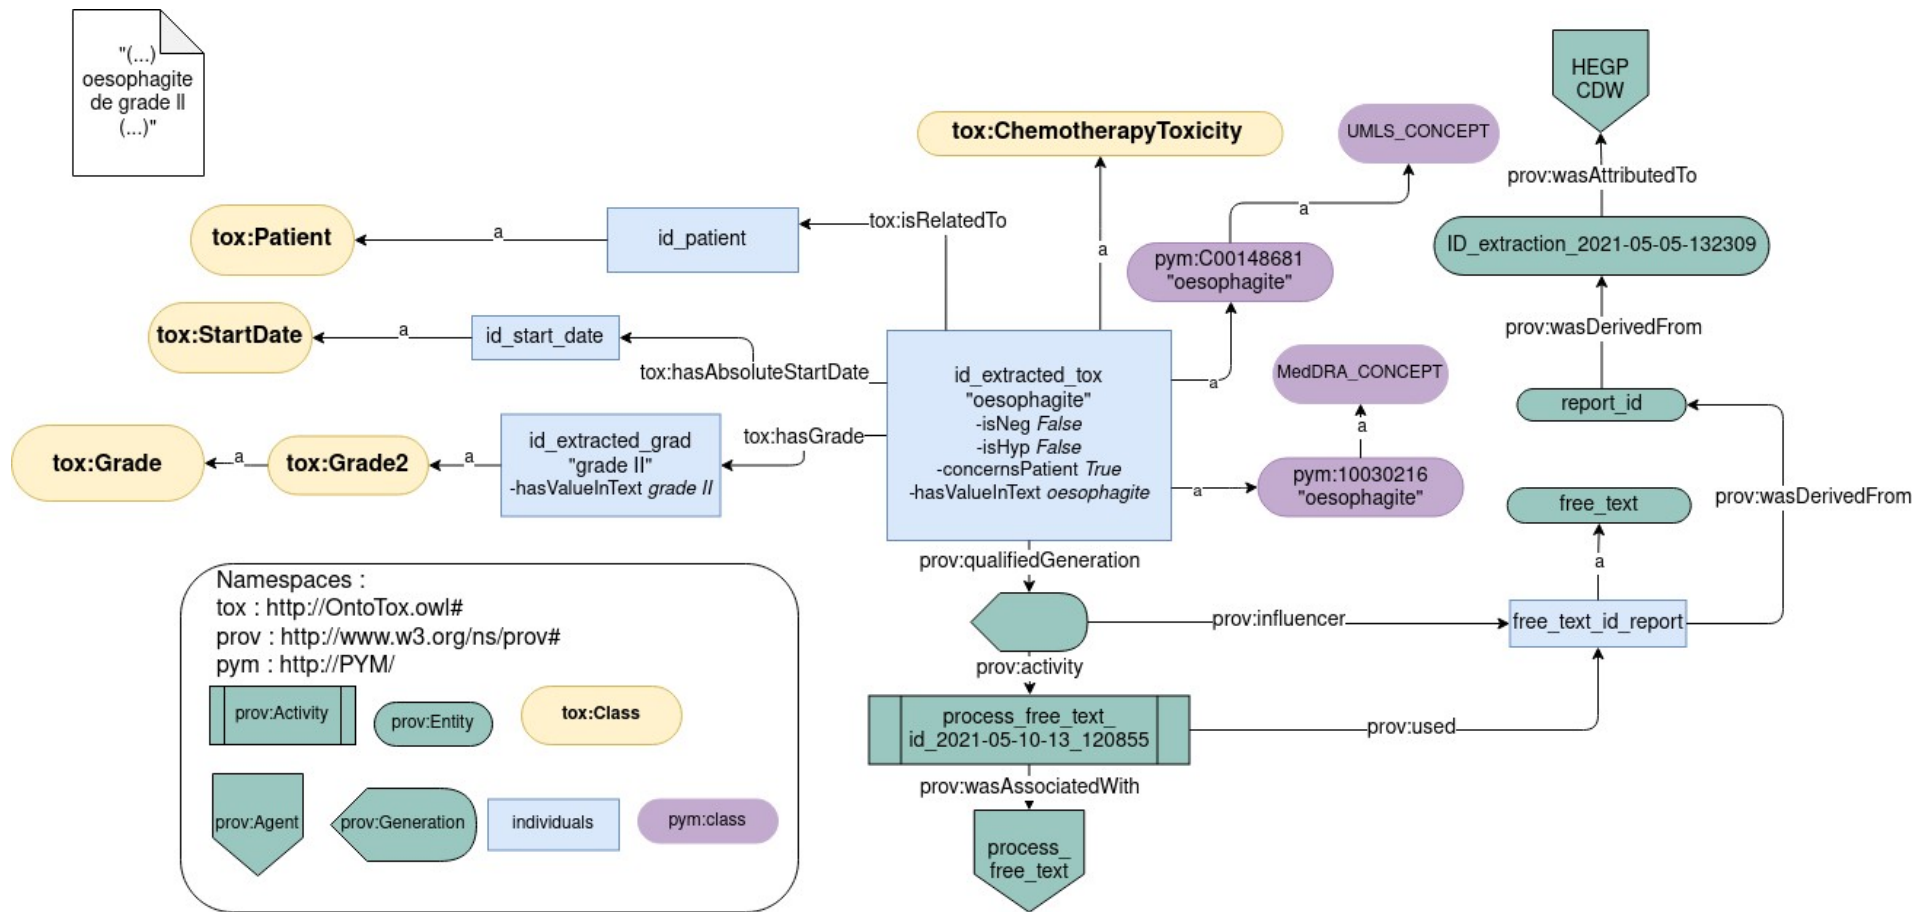 "(...)
oesophagite
de grade II
(...)"
HEGP
CDW
tox:ChemotherapyToxicity
UMLS_CONCEPT
prov:wasAttributedTo
a
tox:Patient
a
id_patient
tox:isRelatedTo
a
pym:C00148681
"oesophagite"
ID_extraction_2021-05-05-132309
prov:wasDerivedFrom
tox:StartDate
a
id_start_date
tox:hasAbsoluteStartDate
id_extracted_tox
"oesophagite"
-isNeg False
-isHyp False
-concernsPatient True
-hasValueInText oesophagite
a
MedDRA_CONCEPT
a
report_id
tox:Grade
a
tox:Grade2
a
id_extracted_grad
"grade II"
-hasValueInText grade II
tox:hasGrade
a
pym:10030216
"oesophagite"
free_text
prov:wasDerivedFrom
a
prov:qualifiedGeneration
prov:influencer
free_text_id_report
prov:activity
process_free_text_
id_2021-05-10-13_120855
prov:used
prov:wasAssociatedWith
process_
free_text
Namespaces :
tox : http://OntoTox.owl#
prov : http://www.w3.org/ns/prov#
pym : http://PYM/
prov:Activity
prov:Entity
tox:Class
prov:Agent
prov:Generation
individuals
pym:class